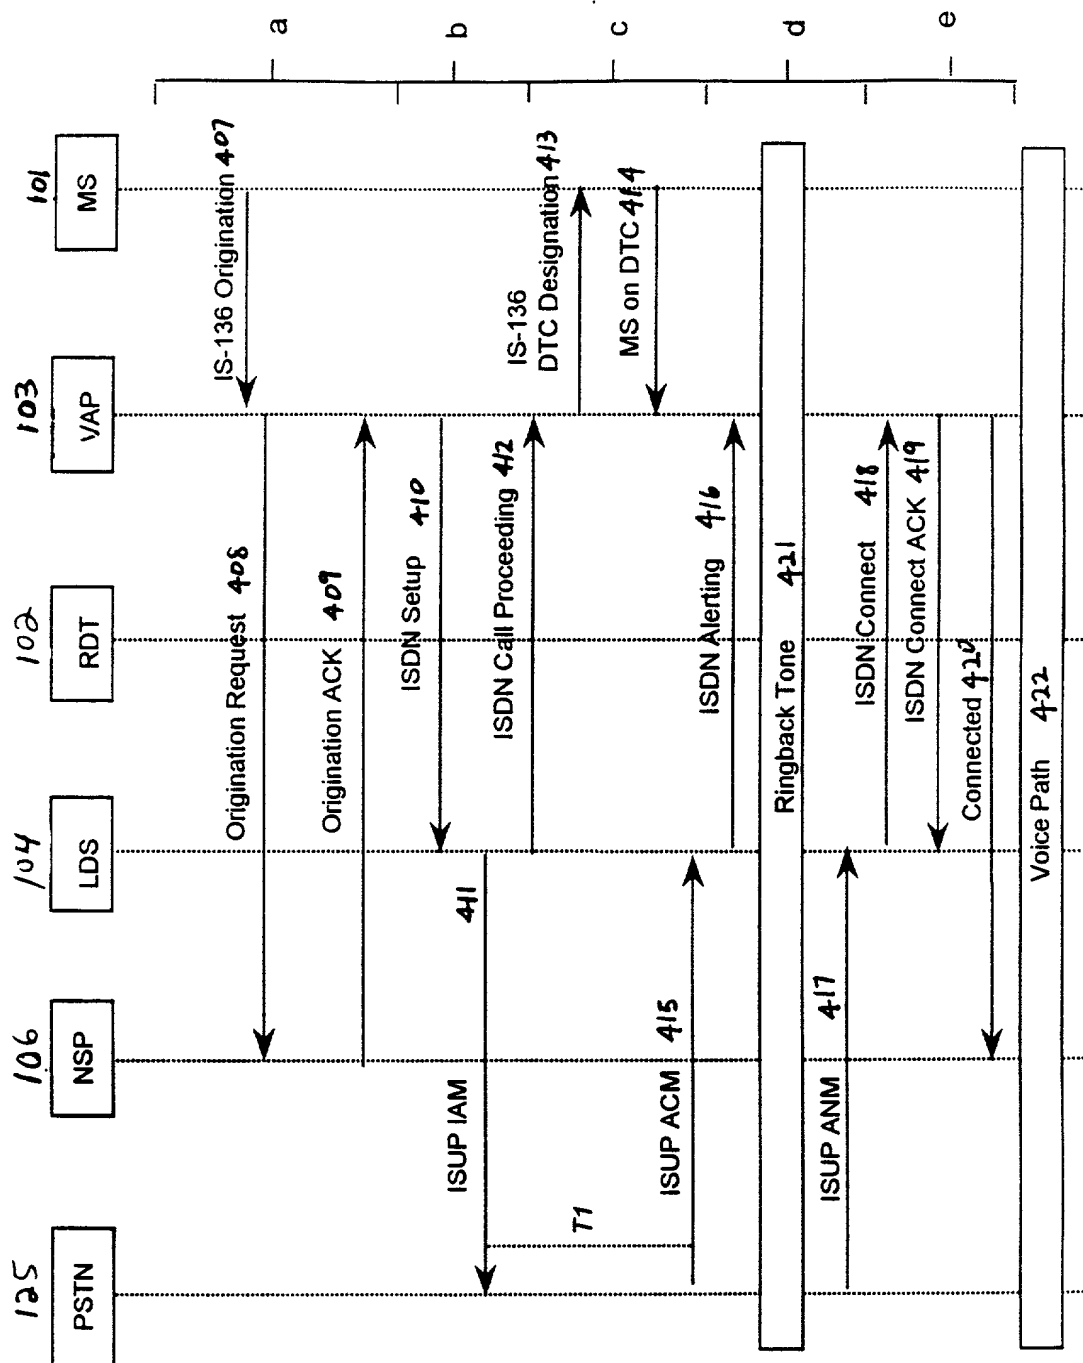 125
PSTN
106
NSP
104
LDS
102
RDT
103
VAP
101
MS
IS-136 Origination 407
a
Origination Request 408
Origination ACK 409
ISDN Setup 410
b
ISUP IAM 411
ISDN Call Proceeding 412
IS-136
DTC Designation 413
c
MS on DTC 414
T1
ISUP ACM 415
ISDN Alerting 416
Ringback Tone 421
d
ISUP ANM 417
ISDN Connect 418
ISDN Connect ACK 419
e
Connected 420
Voice Path 422